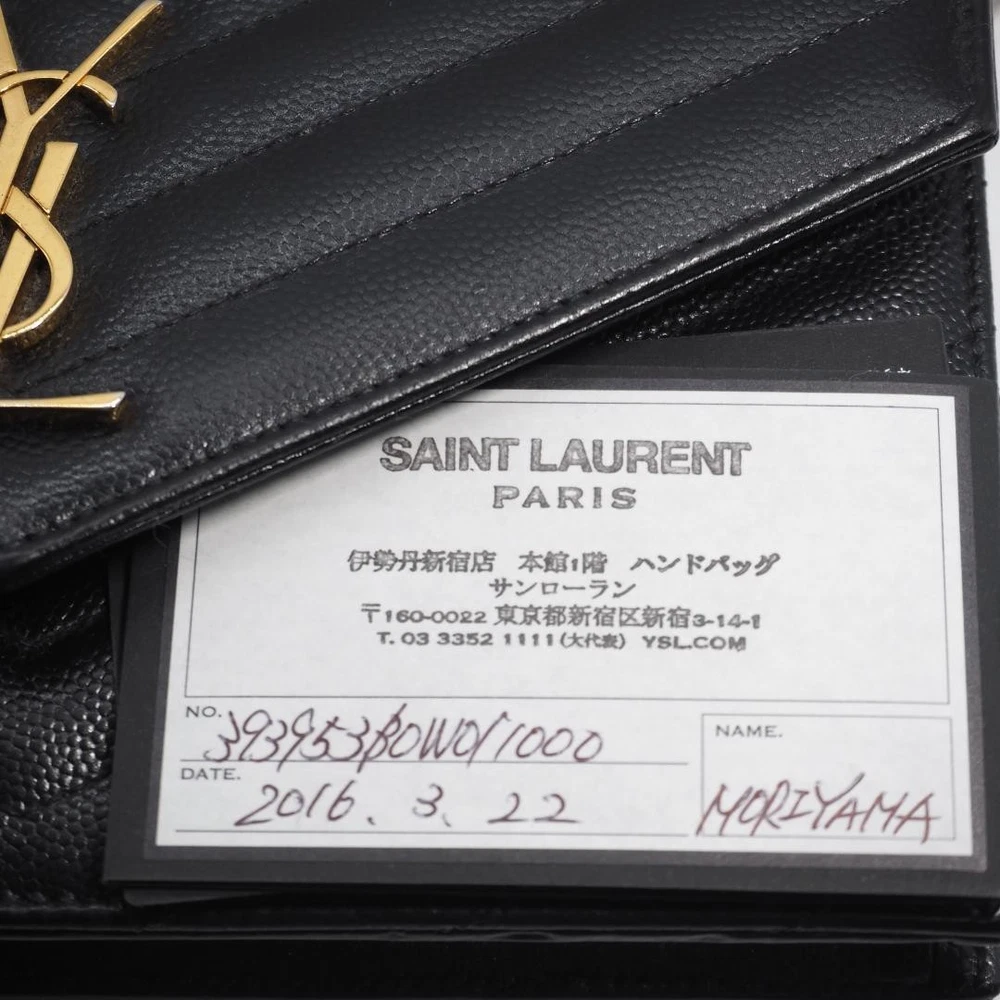 YSL
SAINT LAURENT
PARIS
伊勢丹新宿店 本館1階 ハンドバッグ
サンローラン
〒160-0022 東京都新宿区新宿3-14-1
T. 03 3352 1111(大代表) YSL.COM
NO. 393953BOW01/1000
NAME.
DATE. 2016. 3. 22
MORIYAMA